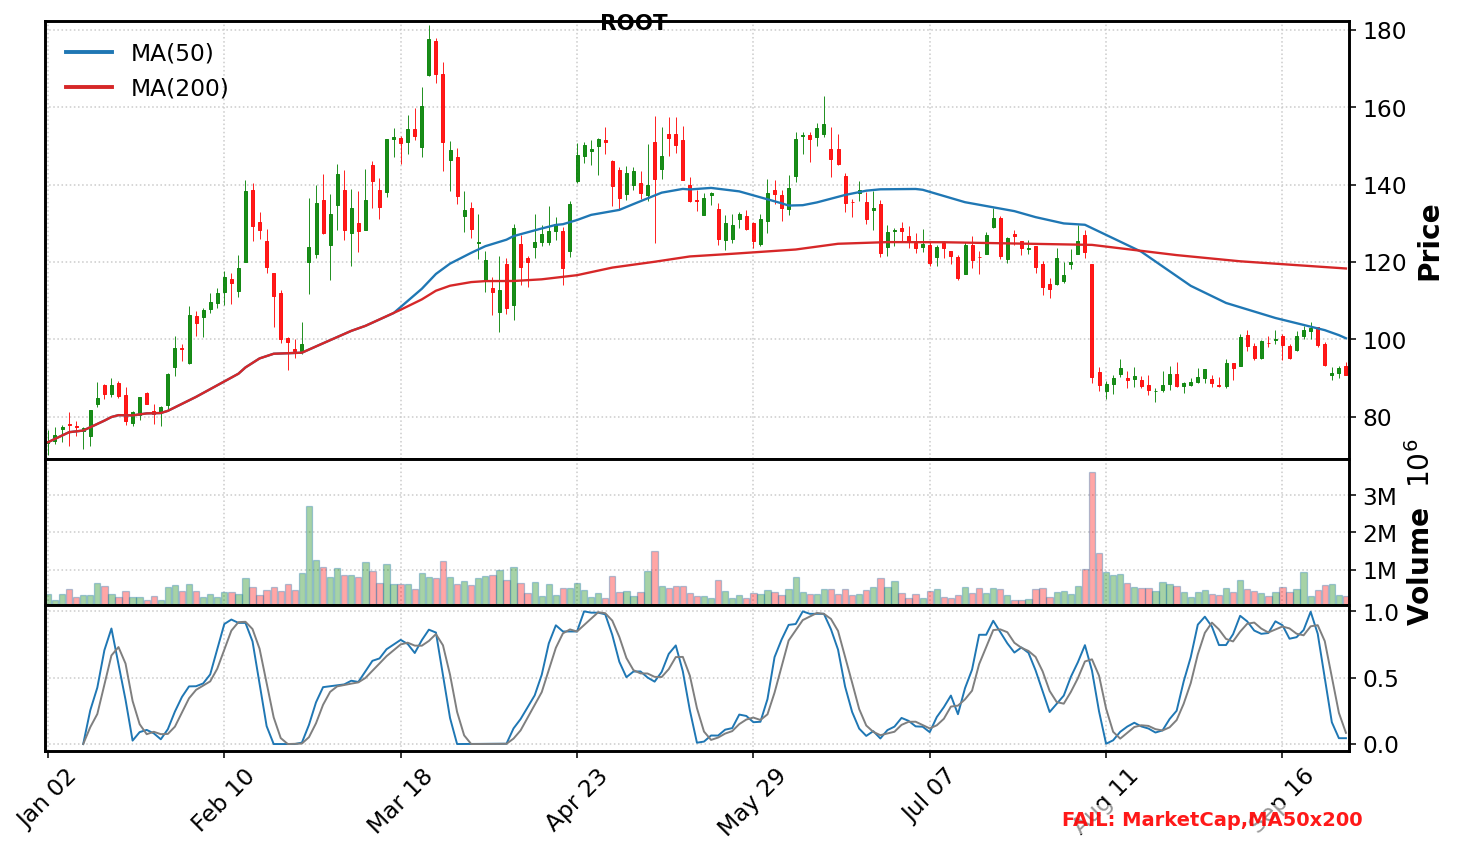 ROOT
MA(50)
MA(200)
180
160
140
120
100
80
Price
Volume 10⁶
3M
2M
1M
1.0
0.5
0.0
Jan 02
Feb 10
Mar 18
Apr 23
May 29
Jul 07
Aug 11
Sep 16
FAIL: MarketCap,MA50x200